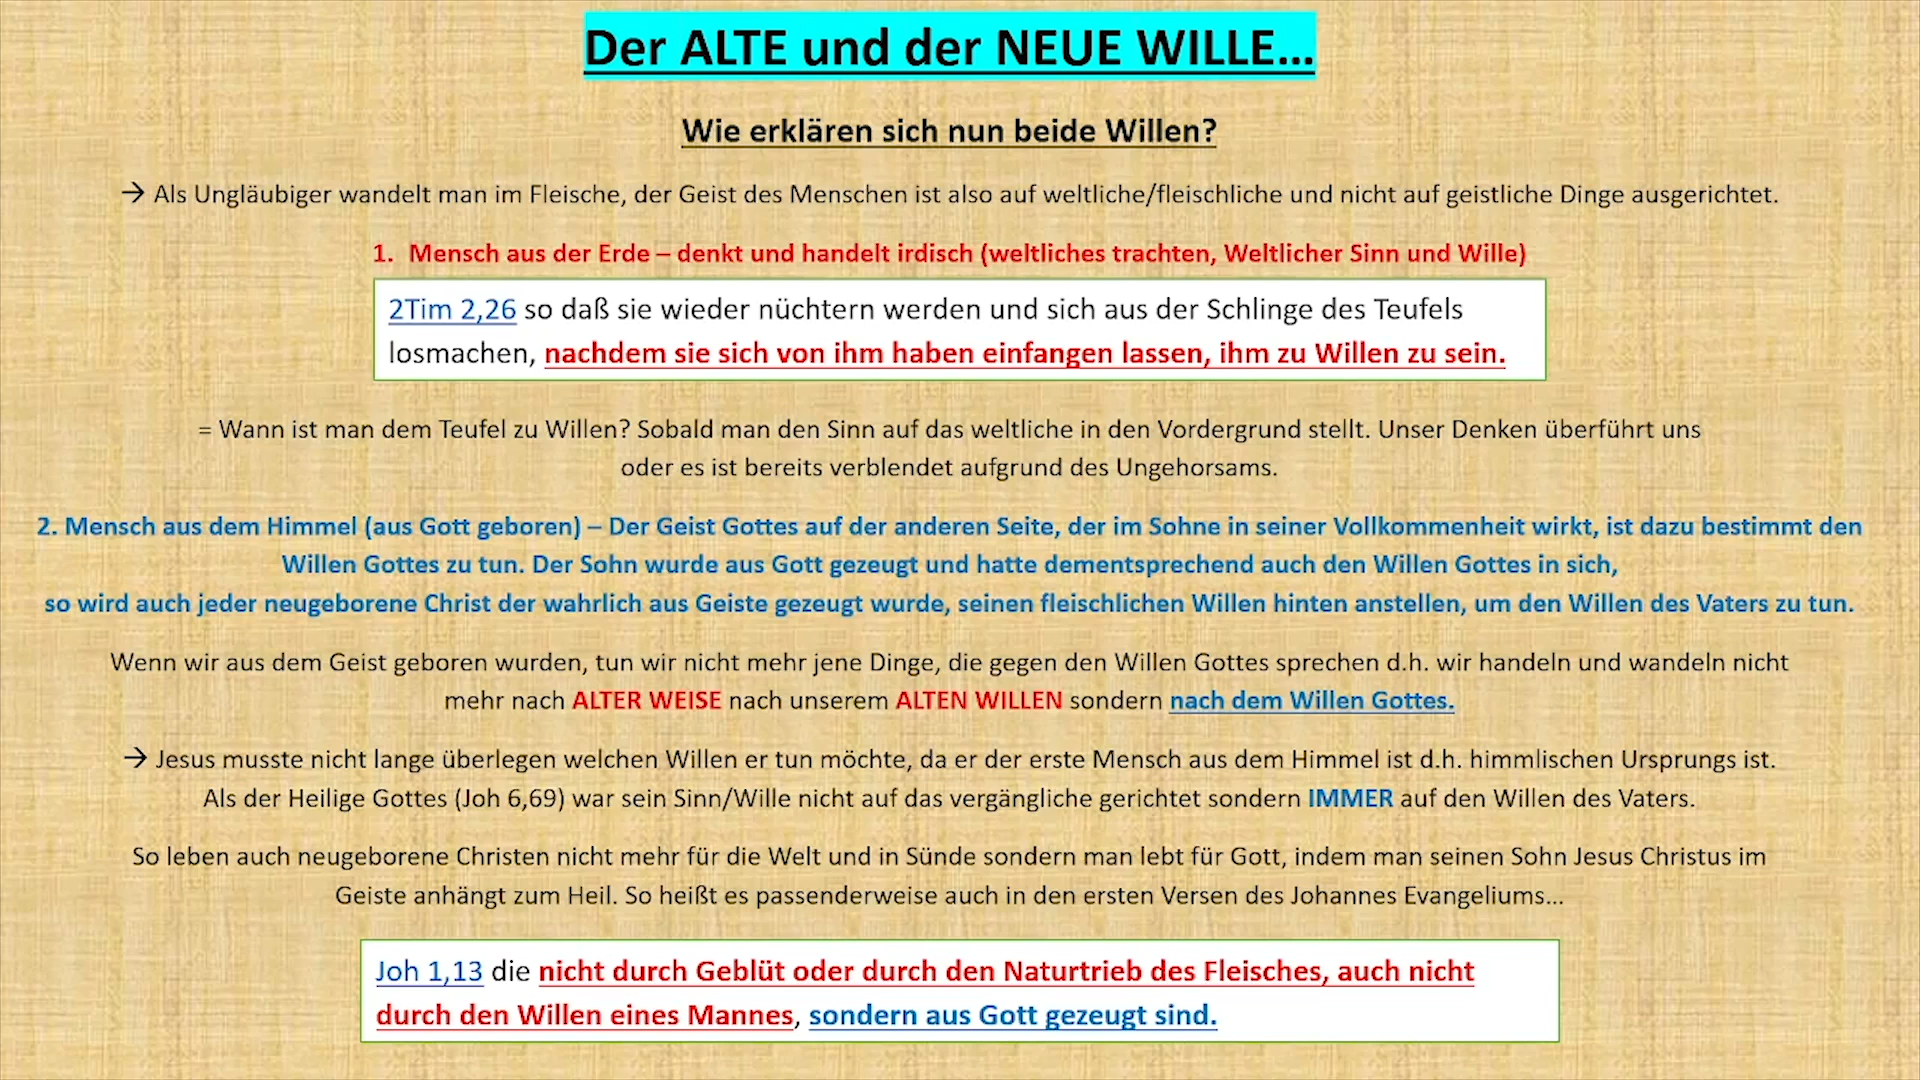 Der ALTE und der NEUE WILLE...
Wie erklären sich nun beide Willen?
→ Als Ungläubiger wandelt man im Fleische, der Geist des Menschen ist also auf weltliche/fleischliche und nicht auf geistliche Dinge ausgerichtet.
1. Mensch aus der Erde – denkt und handelt irdisch (weltliches trachten, Weltlicher Sinn und Wille)
2Tim 2,26 so daß sie wieder nüchtern werden und sich aus der Schlinge des Teufels
losmachen, nachdem sie sich von ihm haben einfangen lassen, ihm zu Willen zu sein.
= Wann ist man dem Teufel zu Willen? Sobald man den Sinn auf das weltliche in den Vordergrund stellt. Unser Denken überführt uns
oder es ist bereits verblendet aufgrund des Ungehorsams.
2. Mensch aus dem Himmel (aus Gott geboren) – Der Geist Gottes auf der anderen Seite, der im Sohne in seiner Vollkommenheit wirkt, ist dazu bestimmt den
Willen Gottes zu tun. Der Sohn wurde aus Gott gezeugt und hatte dementsprechend auch den Willen Gottes in sich,
so wird auch jeder neugeborene Christ der wahrlich aus Geiste gezeugt wurde, seinen fleischlichen Willen hinten anstellen, um den Willen des Vaters zu tun.
Wenn wir aus dem Geist geboren wurden, tun wir nicht mehr jene Dinge, die gegen den Willen Gottes sprechen d.h. wir handeln und wandeln nicht
mehr nach ALTER WEISE nach unserem ALTEN WILLEN sondern nach dem Willen Gottes.
→ Jesus musste nicht lange überlegen welchen Willen er tun möchte, da er der erste Mensch aus dem Himmel ist d.h. himmlischen Ursprungs ist.
Als der Heilige Gottes (Joh 6,69) war sein Sinn/Wille nicht auf das vergängliche gerichtet sondern IMMER auf den Willen des Vaters.
So leben auch neugeborene Christen nicht mehr für die Welt und in Sünde sondern man lebt für Gott, indem man seinen Sohn Jesus Christus im
Geiste anhängt zum Heil. So heißt es passenderweise auch in den ersten Versen des Johannes Evangeliums...
Joh 1,13 die nicht durch Geblüt oder durch den Naturtrieb des Fleisches, auch nicht
durch den Willen eines Mannes, sondern aus Gott gezeugt sind.